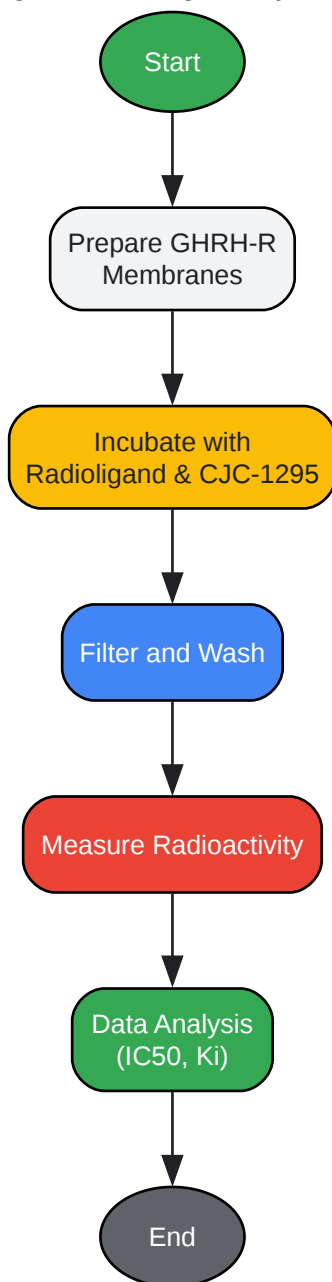 Start
Prepare GHRH-R
Membranes
Incubate with
Radioligand & CJC-1295
Filter and Wash
Measure Radioactivity
Data Analysis
(IC50, Ki)
End